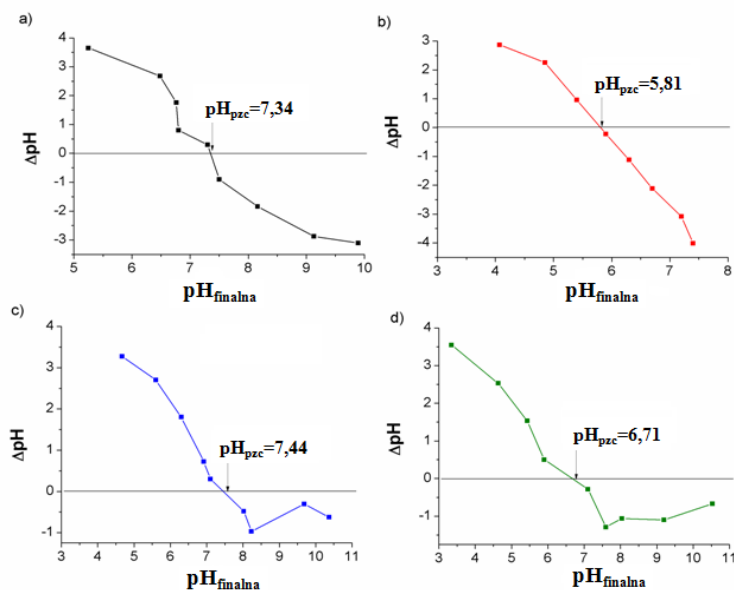 a)
ΔpH
4
3
2
1
0
-1
-2
-3
pHpzc=7,34
5 6 7 8 9 10
pHfinalna
b)
ΔpH
3
2
1
0
-1
-2
-3
-4
pHpzc=5,81
3 4 5 6 7 8
pHfinalna
c)
ΔpH
4
3
2
1
0
-1
pHpzc=7,44
3 4 5 6 7 8 9 10 11
pHfinalna
d)
ΔpH
4
3
2
1
0
-1
pHpzc=6,71
3 4 5 6 7 8 9 10 11
pHfinalna